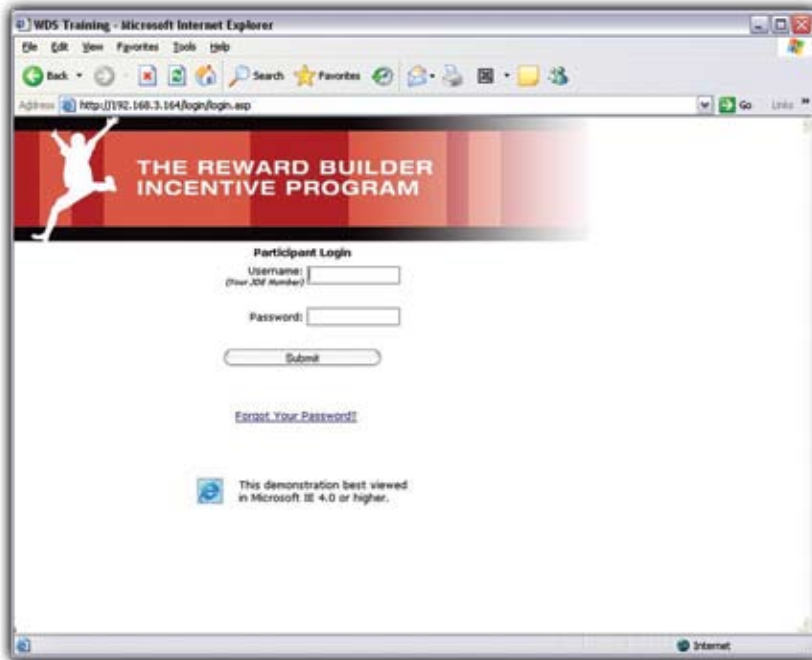 WDS Training - Microsoft Internet Explorer
File Edit View Favorites Tools Help
Back Search Favorites
Address http://192.168.3.164/login/login.asp Go Links »
THE REWARD BUILDER
INCENTIVE PROGRAM
Participant Login
Username:
(Your JDE Number)
Password:
Submit
Forgot Your Password?
This demonstration best viewed
in Microsoft IE 4.0 or higher.
Internet